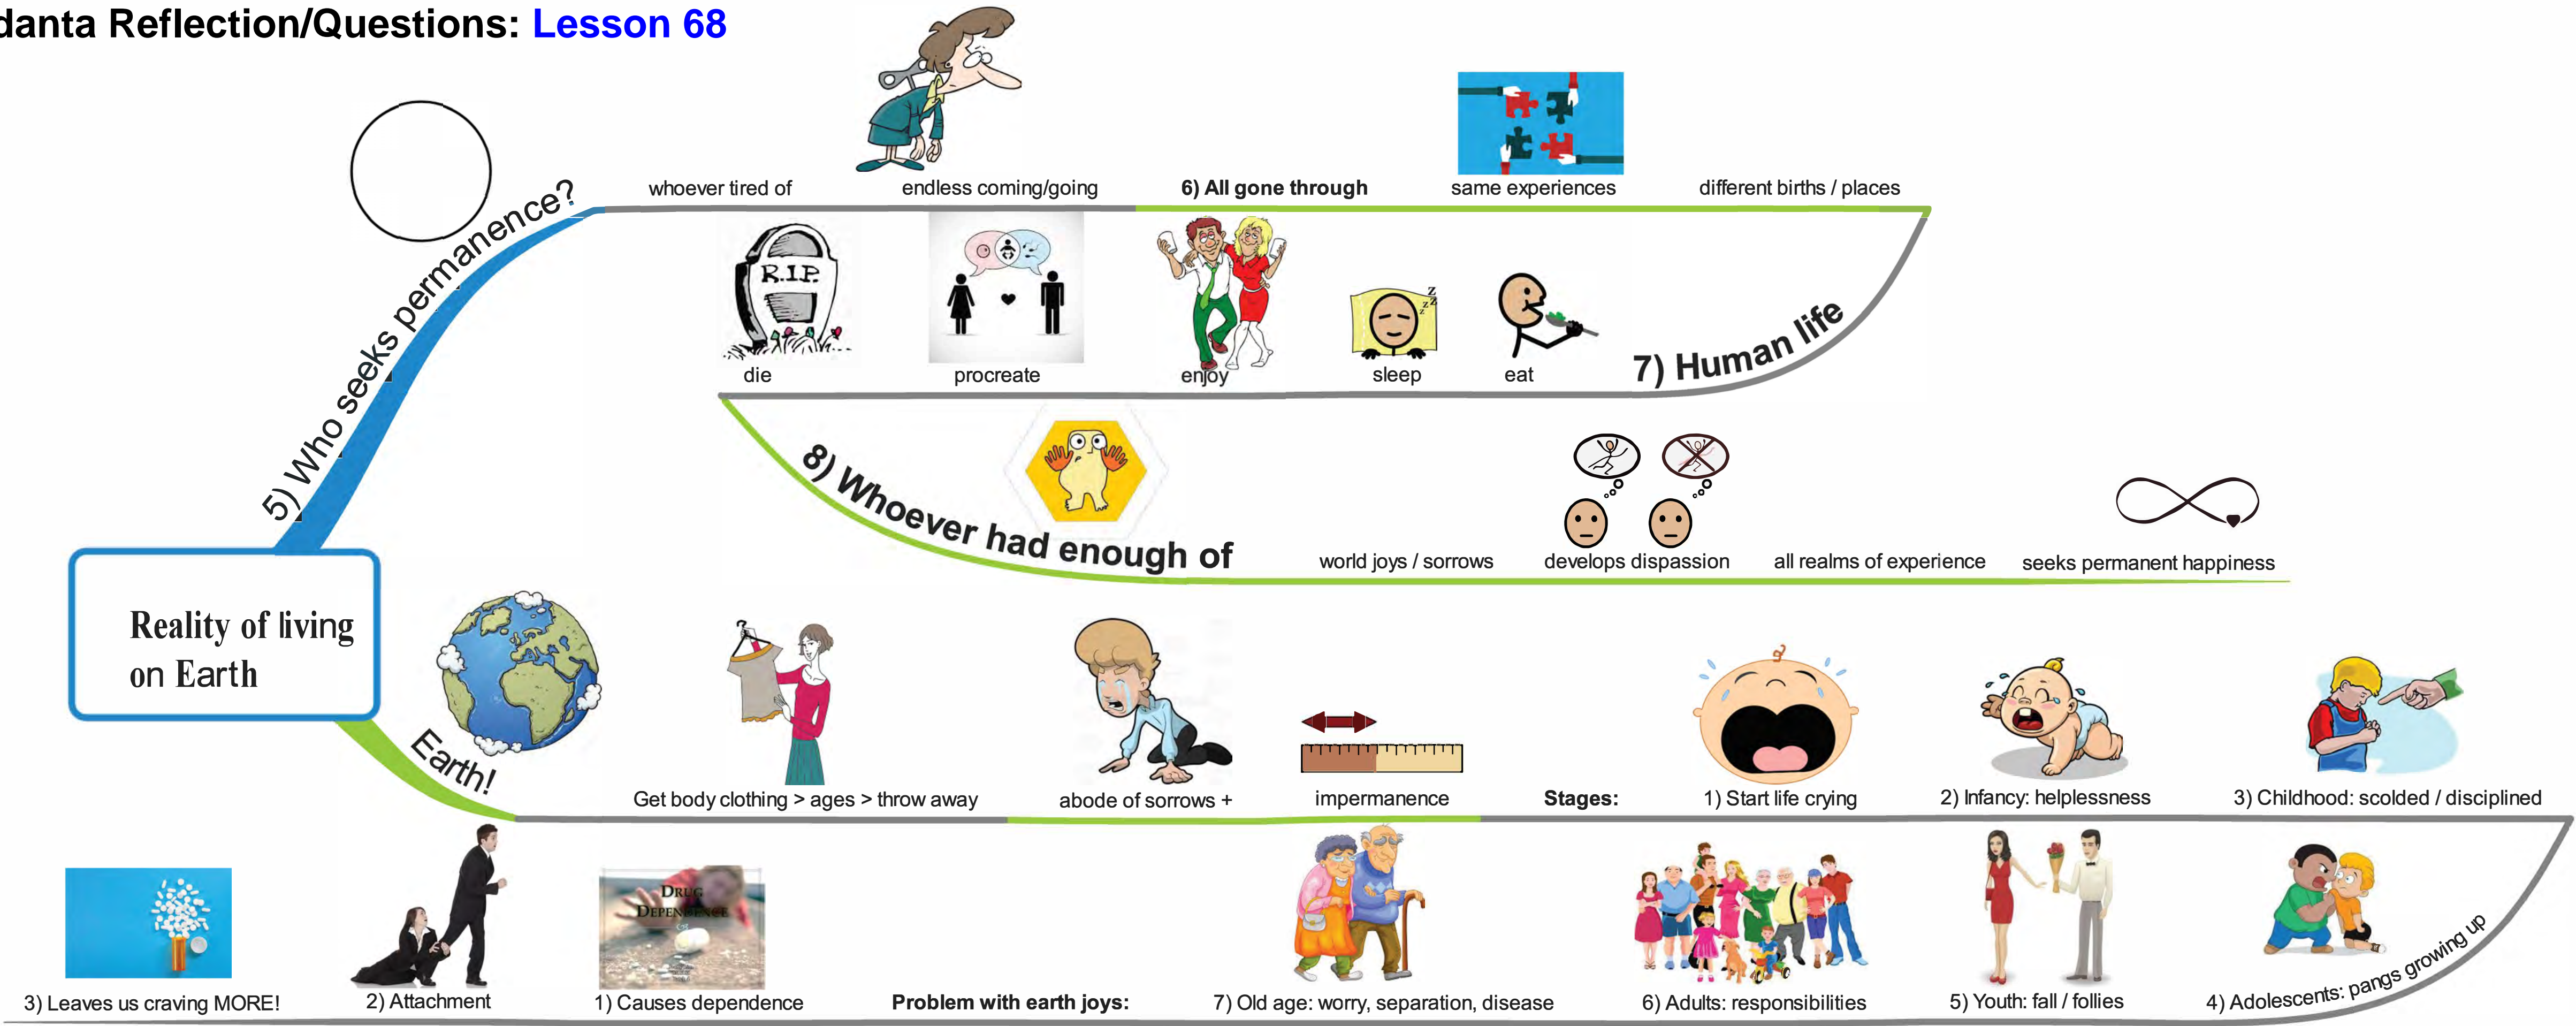 danta Reflection/Questions: Lesson 68
5) Who seeks permanence?
whoever tired of
endless coming/going
6) All gone through
same experiences
different births / places
7) Human life
eat
sleep
z
z
z
enjoy
procreate
die
R.I.P.
8) Whoever had enough of
world joys / sorrows
develops dispassion
all realms of experience
seeks permanent happiness
Reality of living
on Earth
Earth!
Get body clothing > ages > throw away
abode of sorrows +
impermanence
Stages:
1) Start life crying
2) Infancy: helplessness
3) Childhood: scolded / disciplined
4) Adolescents: pangs growing up
5) Youth: fall / follies
6) Adults: responsibilities
7) Old age: worry, separation, disease
Problem with earth joys:
1) Causes dependence
DRUG
DEPENDENCE
2) Attachment
3) Leaves us craving MORE!